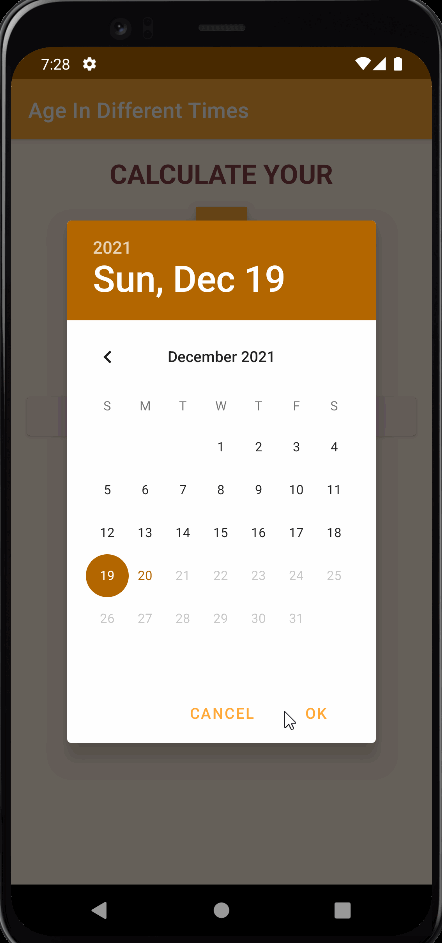 7:28
Age In Different Times
CALCULATE YOUR
2021
Sun, Dec 19
December 2021
S M T W T F S
1 2 3 4
5 6 7 8 9 10 11
12 13 14 15 16 17 18
19 20 21 22 23 24 25
26 27 28 29 30 31
CANCEL OK